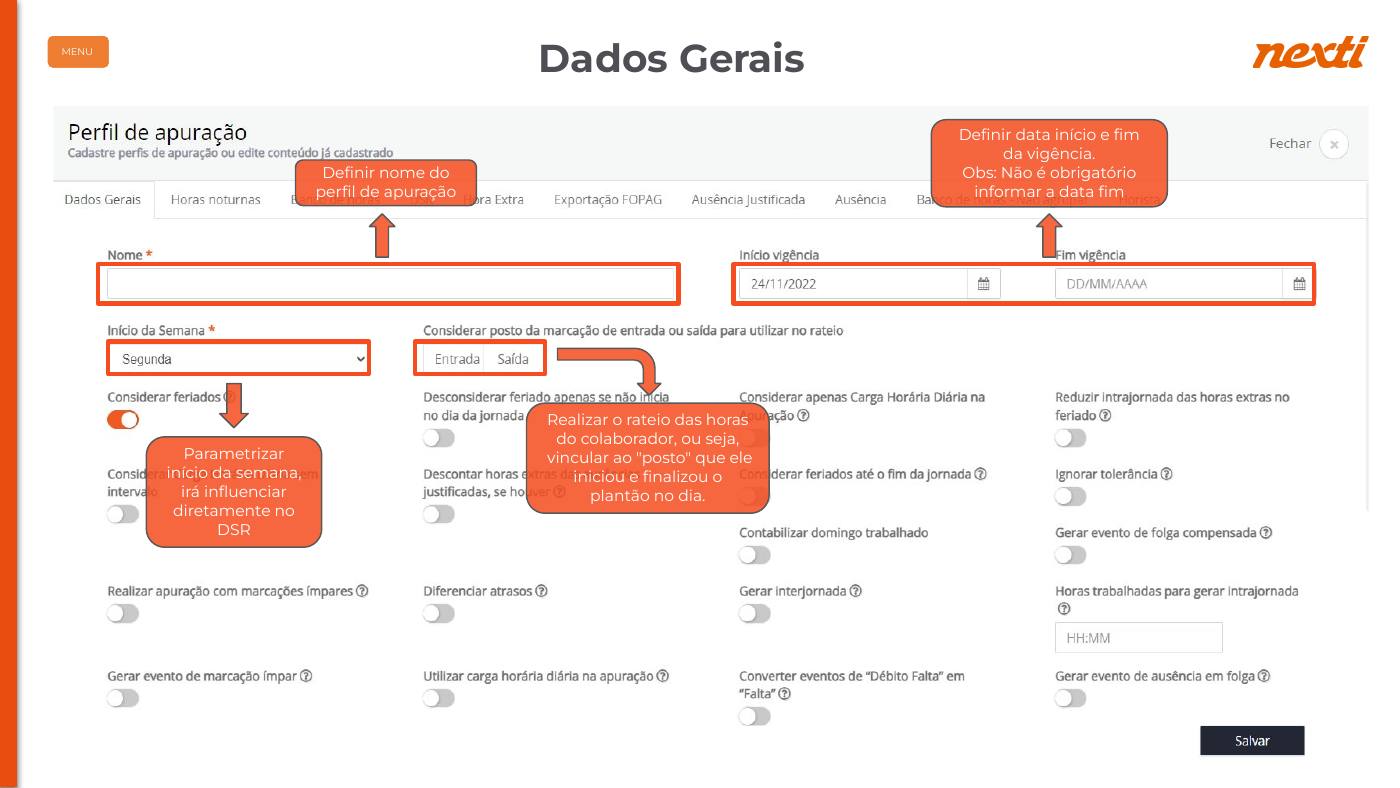 MENU
Dados Gerais
nexti
Perfil de apuração
Cadastre perfis de apuração ou edite conteúdo já cadastrado
Fechar
Definir nome do
perfil de apuração
Definir data início e fim
da vigência.
Obs: Não é obrigatório
informar a data fim
Dados Gerais
Horas noturnas
Hora Extra
Exportação FOPAG
Ausência Justificada
Ausência
Nome *
Início vigência
Fim vigência
24/11/2022
DD/MM/AAAA
Início da Semana *
Considerar posto da marcação de entrada ou saída para utilizar no rateio
Segunda
Entrada
Saída
Considerar feriados
Desconsiderar feriado apenas se não inicia
no dia da jornada
Considerar apenas Carga Horária Diária na
Apuração
Reduzir intrajornada das horas extras no
feriado
Realizar o rateio das horas
do colaborador, ou seja,
vincular ao "posto" que ele
iniciou e finalizou o
plantão no dia.
Parametrizar
início da semana,
irá influenciar
diretamente no
DSR
em
intervalo
Descontar horas extras
justificadas, se houver
Considerar feriados até o fim da jornada
Ignorar tolerância
Contabilizar domingo trabalhado
Gerar evento de folga compensada
Realizar apuração com marcações ímpares
Diferenciar atrasos
Gerar interjornada
Horas trabalhadas para gerar intrajornada
HH:MM
Gerar evento de marcação ímpar
Utilizar carga horária diária na apuração
Converter eventos de “Débito Falta” em
“Falta”
Gerar evento de ausência em folga
Salvar